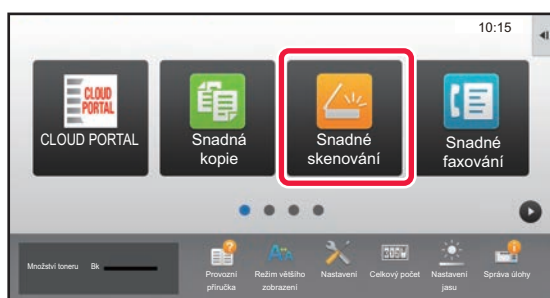 10:15
CLOUD
PORTAL
CLOUD PORTAL
Snadná
kopie
Snadné
skenování
Snadné
faxování
Množství toneru Bk
Provozní
příručka
Režim většího
zobrazení
Nastavení
Celkový počet
Nastavení
jasu
Správa úlohy